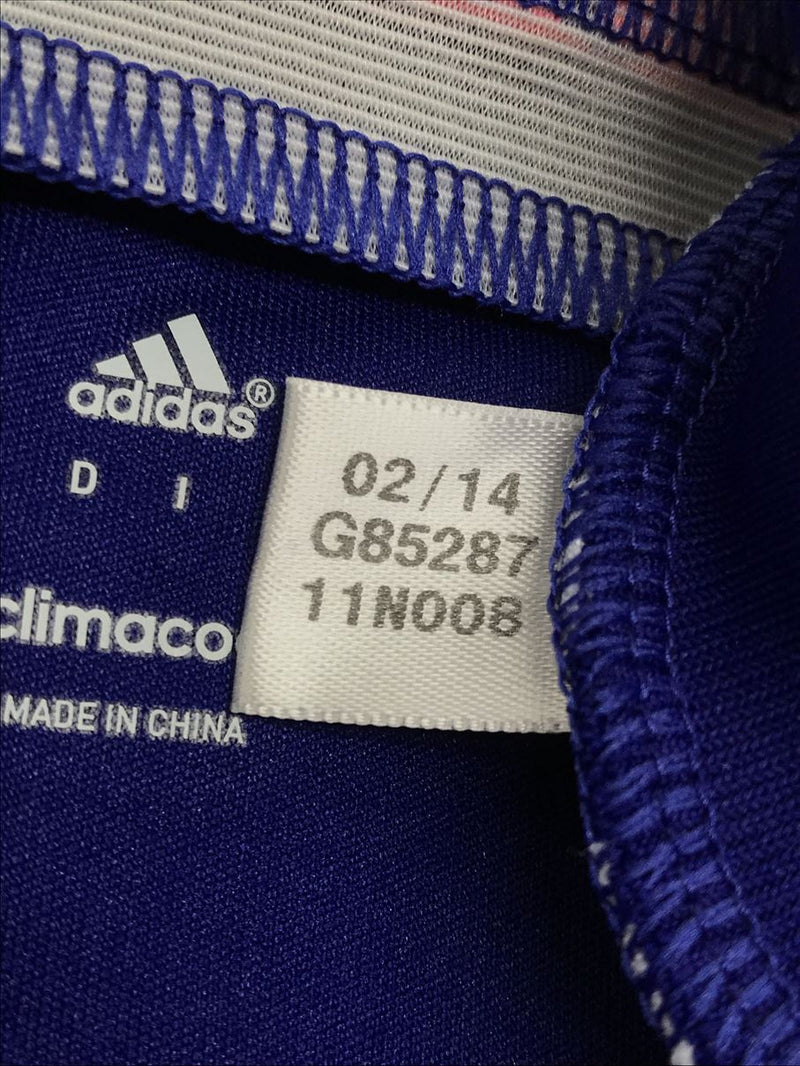 adidas®
D I
climaco
MADE IN CHINA
02/14
G85287
11N008